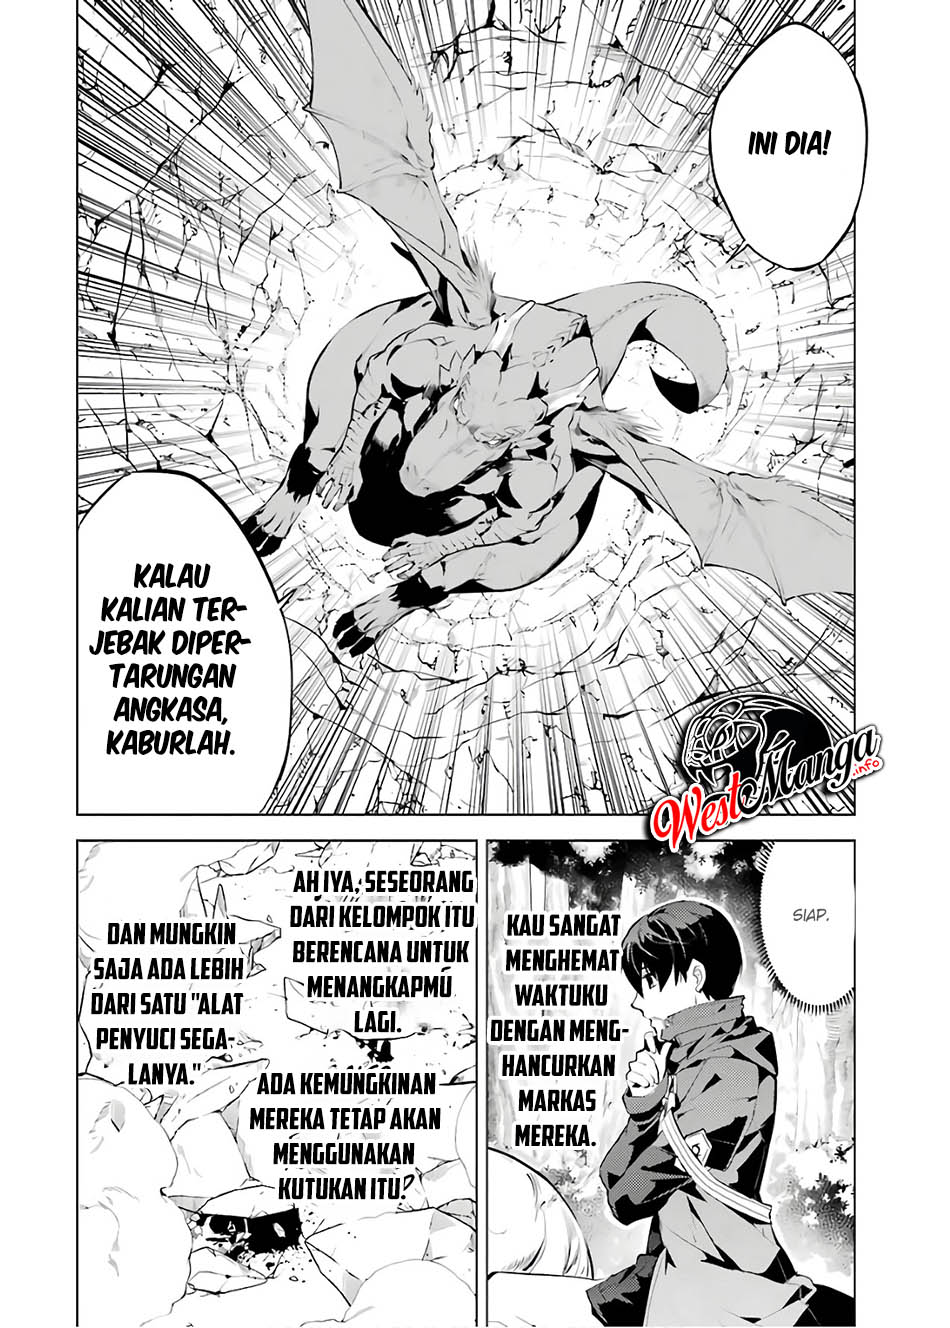 INI DIA!
KALAU
KALIAN TER-
JEBAK DIPER-
TARUNGAN
ANGKASA,
KABURLAH.
WestManga
.info
SIAP.
KAU SANGAT
MENGHEMAT
WAKTUKU
DENGAN MENG-
HANCURKAN
MARKAS
MEREKA.
AH IYA, SESEORANG
DARI KELOMPOK ITU
BERENCANA UNTUK
MENANGKAPMU
LAGI.
DAN MUNGKIN
SAJA ADA LEBIH
DARI SATU "ALAT
PENYUCI SEGA-
LANYA."
ADA KEMUNGKINAN
MEREKA TETAP AKAN
MENGGUNAKAN
KUTUKAN ITU?